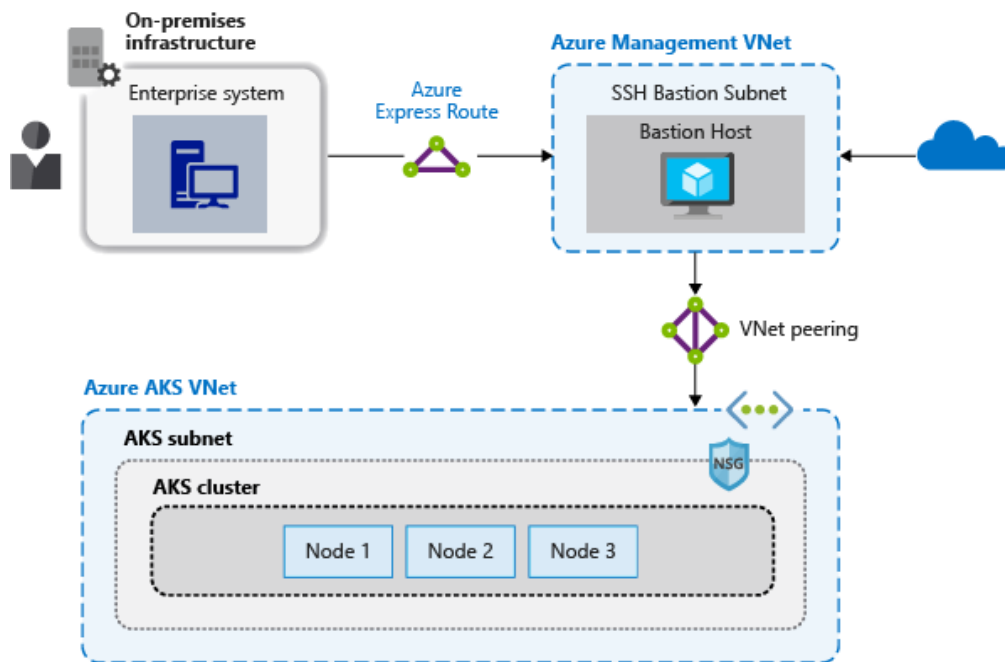 On-premises
infrastructure
Enterprise system
Azure
Express Route
Azure Management VNet
SSH Bastion Subnet
Bastion Host
VNet peering
Azure AKS VNet
AKS subnet
NSG
AKS cluster
Node 1
Node 2
Node 3